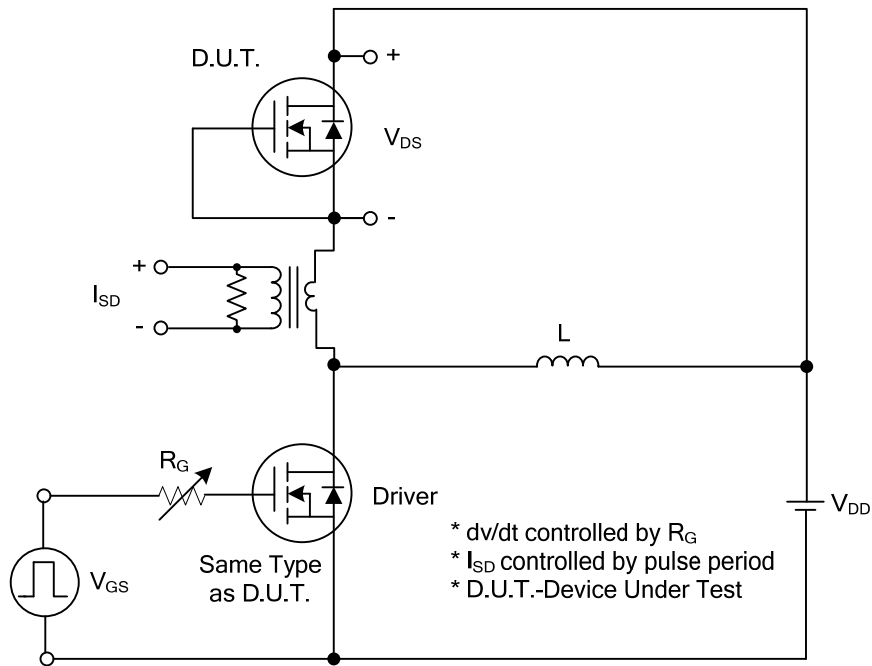 D.U.T.
+
VDS
-
+
ISD
-
L
RG
Driver
VDD
VGS
Same Type
as D.U.T.
* dv/dt controlled by RG
* ISD controlled by pulse period
* D.U.T.-Device Under Test